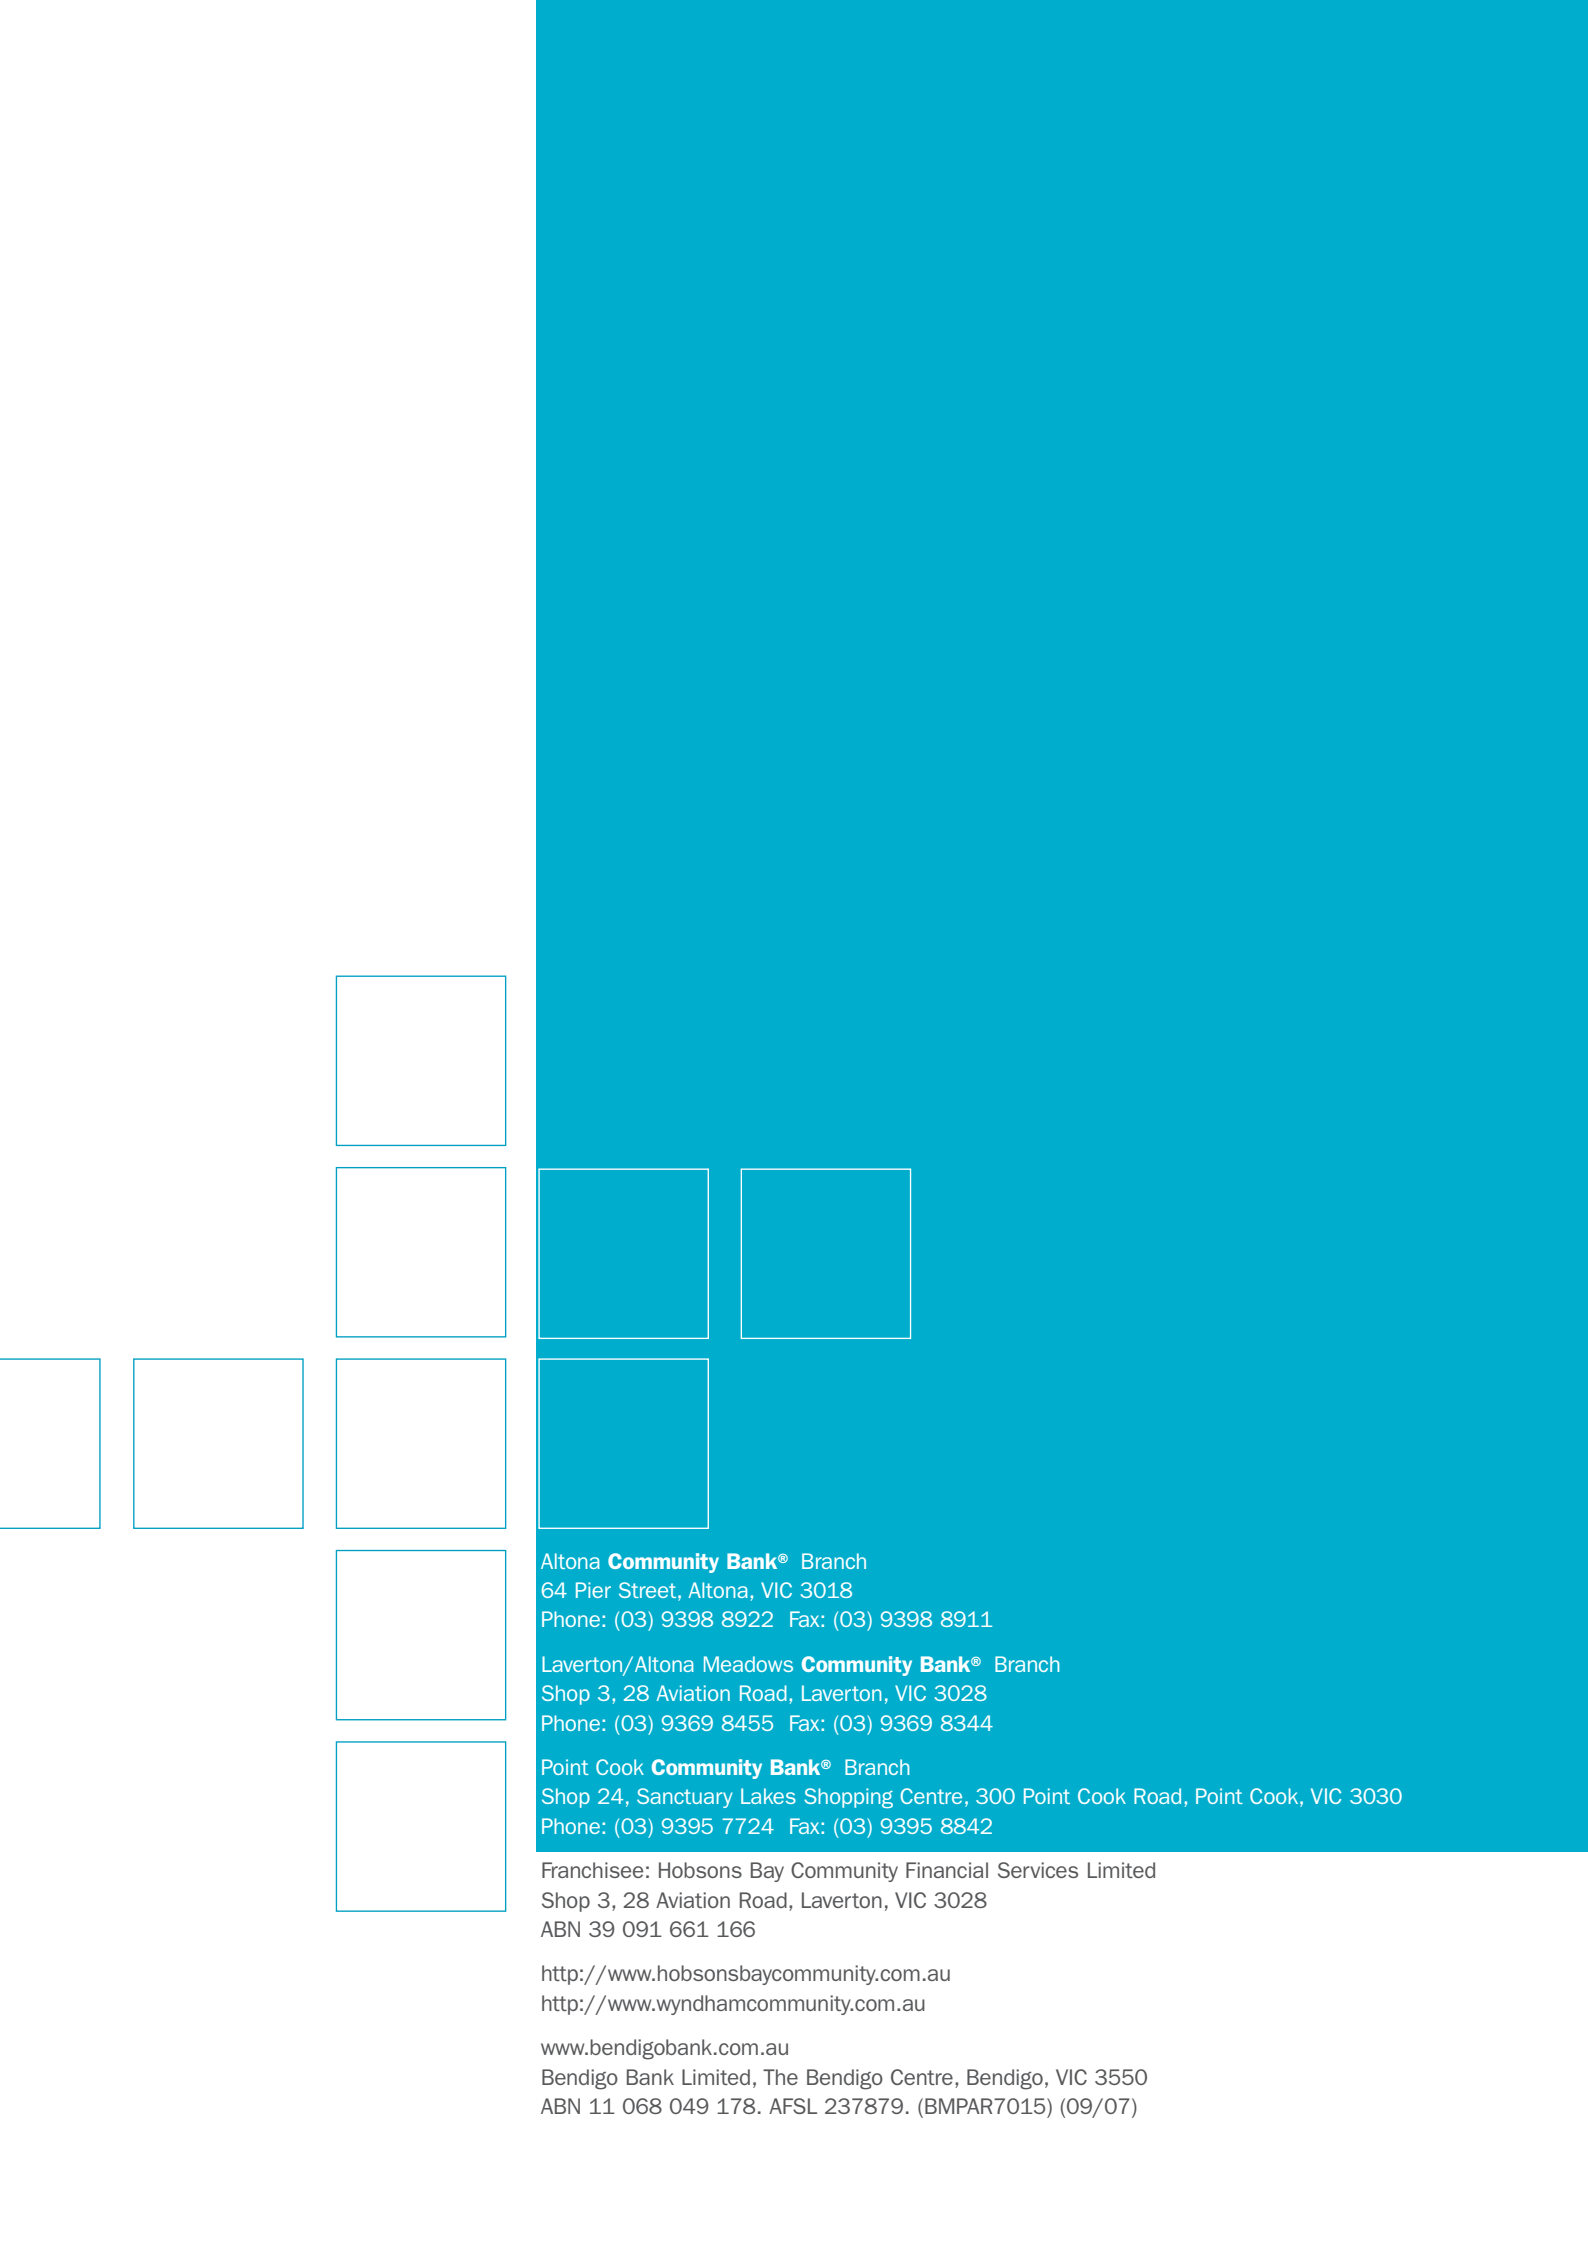 Altona Community Bank® Branch
64 Pier Street, Altona, VIC 3018
Phone: (03) 9398 8922 Fax: (03) 9398 8911
Laverton/Altona Meadows Community Bank® Branch
Shop 3, 28 Aviation Road, Laverton, VIC 3028
Phone: (03) 9369 8455 Fax: (03) 9369 8344
Point Cook Community Bank® Branch
Shop 24, Sanctuary Lakes Shopping Centre, 300 Point Cook Road, Point Cook, VIC 3030
Phone: (03) 9395 7724 Fax: (03) 9395 8842
Franchisee: Hobsons Bay Community Financial Services Limited
Shop 3, 28 Aviation Road, Laverton, VIC 3028
ABN 39 091 661 166
http://www.hobsonsbaycommunity.com.au
http://www.wyndhamcommunity.com.au
www.bendigobank.com.au
Bendigo Bank Limited, The Bendigo Centre, Bendigo, VIC 3550
ABN 11 068 049 178. AFSL 237879. (BMPAR7015) (09/07)